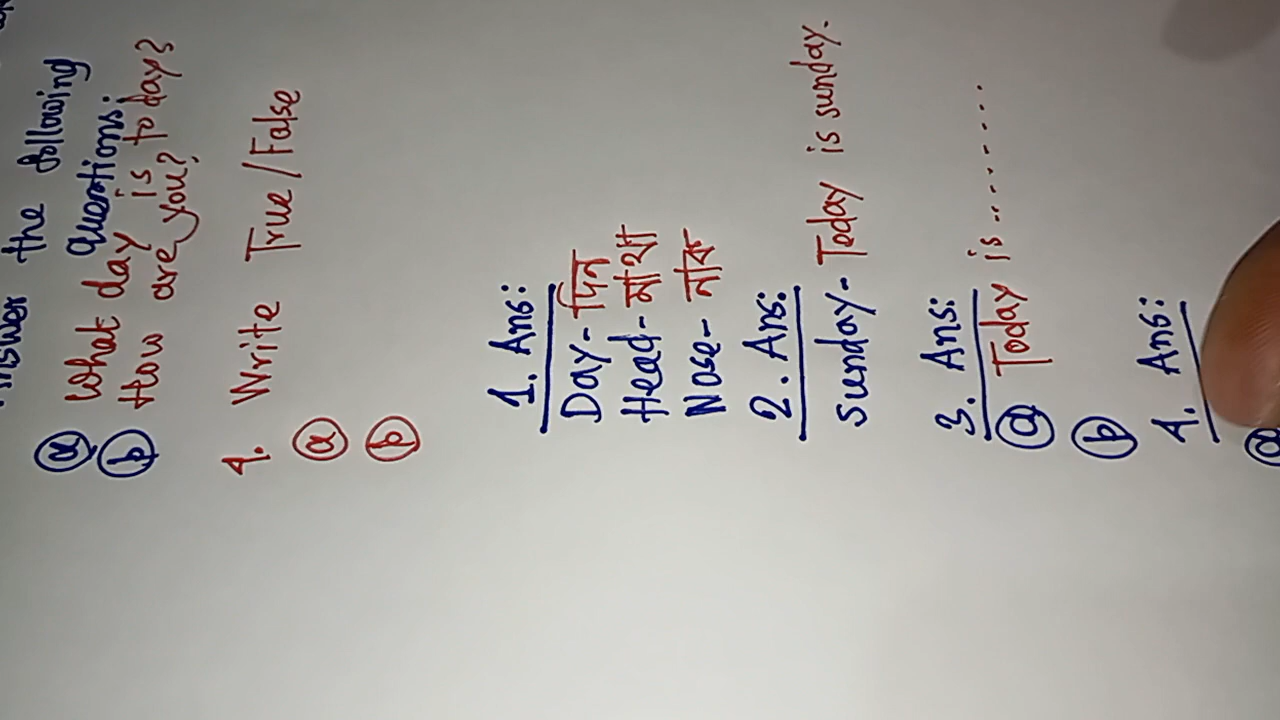 Answer the following
questions:
ⓐ What day is today?
ⓑ How are you?
4. Write True/False
ⓐ
ⓑ
1. Ans:
Day- দিন
Head- মাথা
Nose- নাক
2. Ans:
Sunday- Today is sunday.
3. Ans:
ⓐ Today is.........
ⓑ
4. Ans:
ⓐ